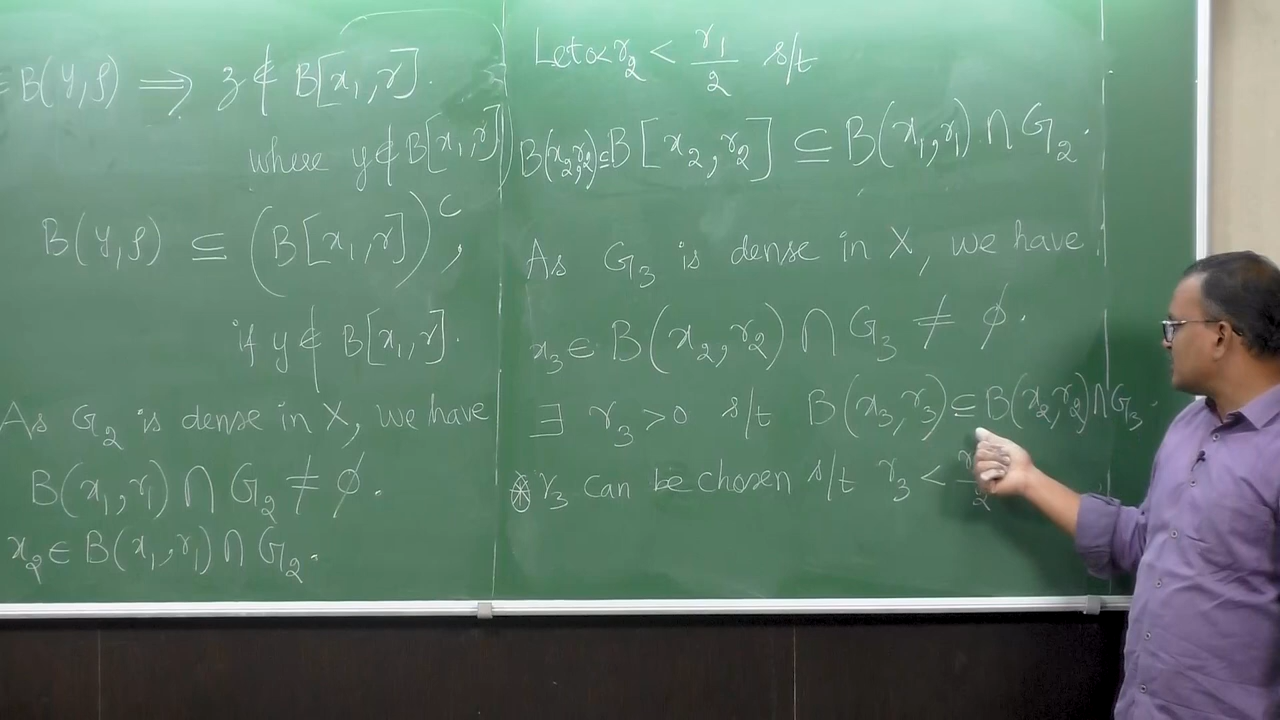 ∈ B(y,ρ) ⟹ z ∉ B[x₁,r].
where y ∉ B[x₁,r])
B(y,ρ) ⊆ (B[x₁,r])ᶜ,
if y ∉ B[x₁,r].
As G₂ is dense in X, we have
B(x₁,r₁) ∩ G₂ ≠ ϕ.
x₂ ∈ B(x₁,r₁) ∩ G₂.
Let 0< r₂ < r₁/2 s/t
B(x₂,r₂) ⊆ B[x₂,r₂] ⊆ B(x₁,r₁) ∩ G₂.
As G₃ is dense in X, we have
x₃ ∈ B(x₂,r₂) ∩ G₃ ≠ ϕ.
∃ r₃ >0 s/t B(x₃,r₃) ⊆ B(x₂,r₂) ∩ G₃.
⊛ r₃ can be chosen s/t r₃ <